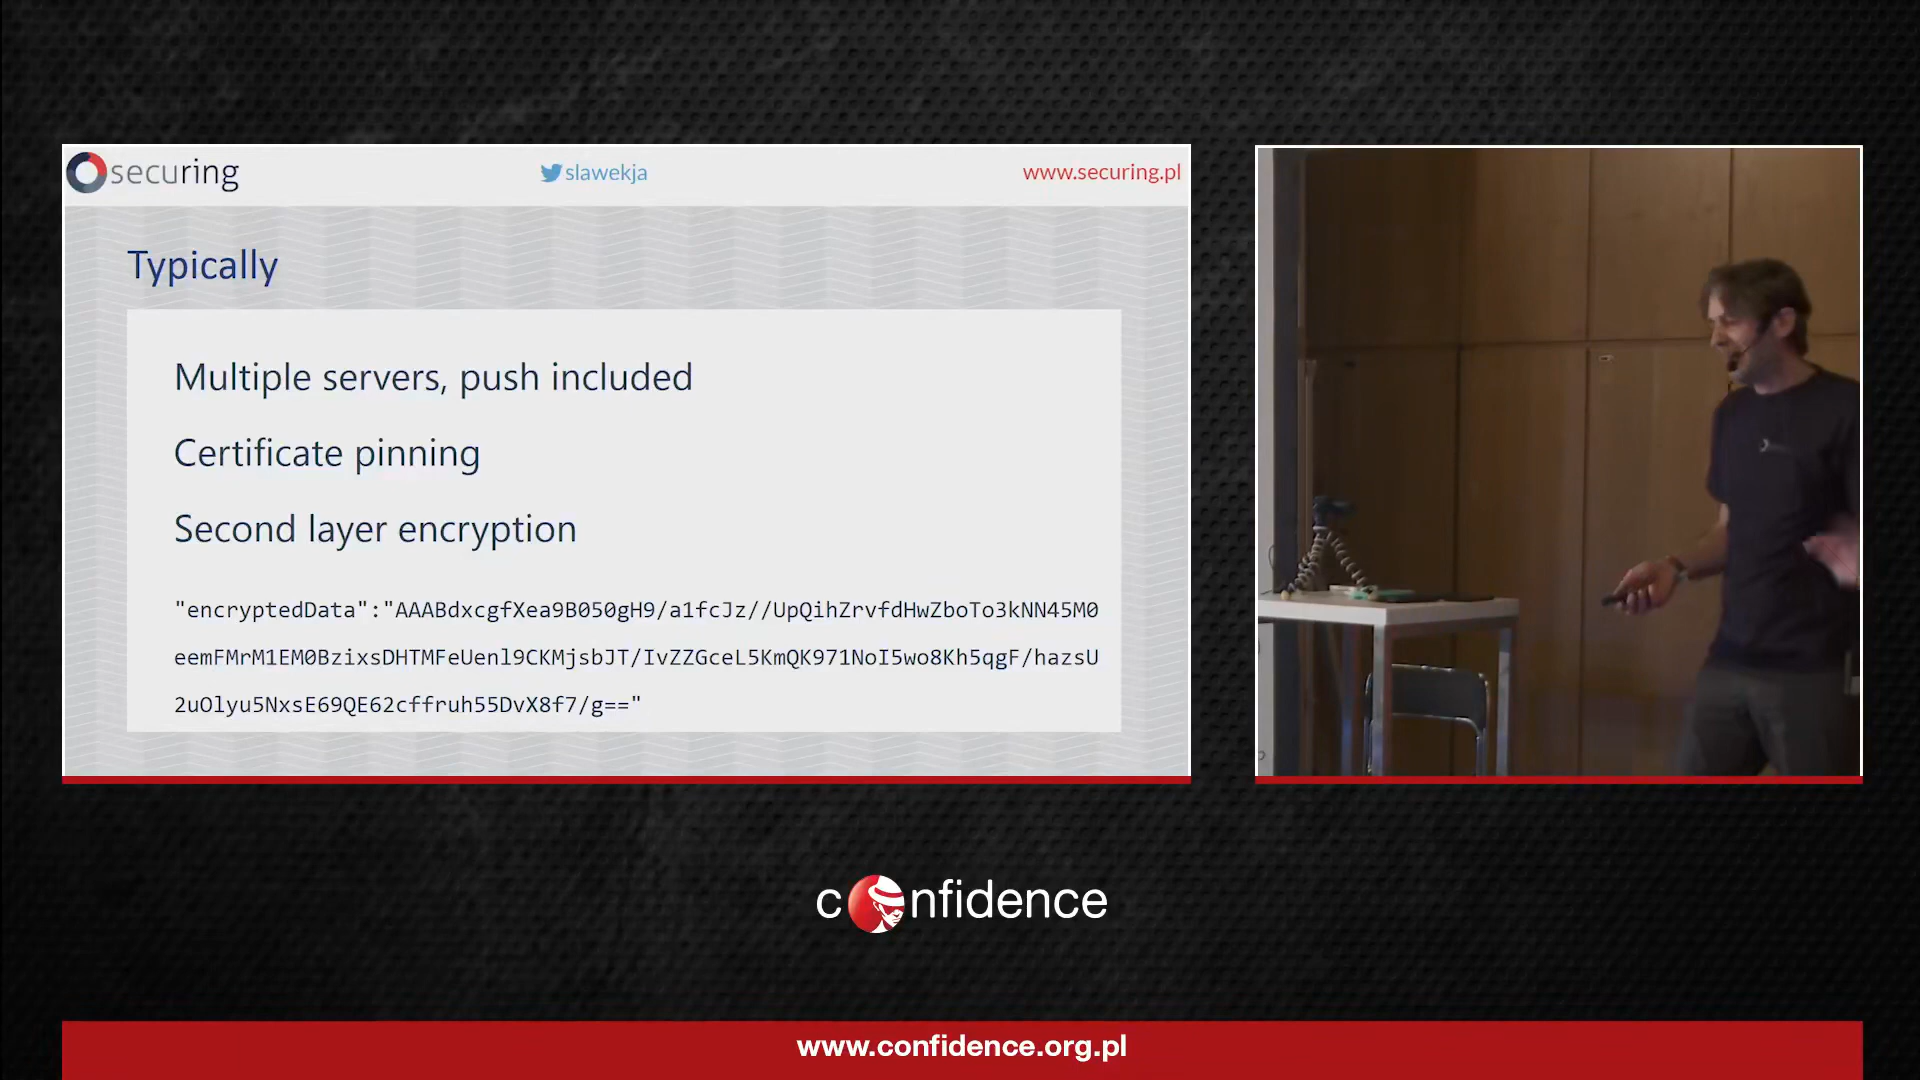 securing
slawekja
www.securing.pl
Typically
Multiple servers, push included
Certificate pinning
Second layer encryption
"encryptedData":"AAABdxcgfXea9B050gH9/a1fcJz//UpQihZrvfdHwZboTo3kNN45M0
eemFMrM1EM0BzixsDHTMFeUenl9CKMjsbJT/IvZZGceL5KmQK971NoI5wo8Kh5qgF/hazsU
2uOlyu5NxsE69QE62cffruh55DvX8f7/g=="
confidence
www.confidence.org.pl